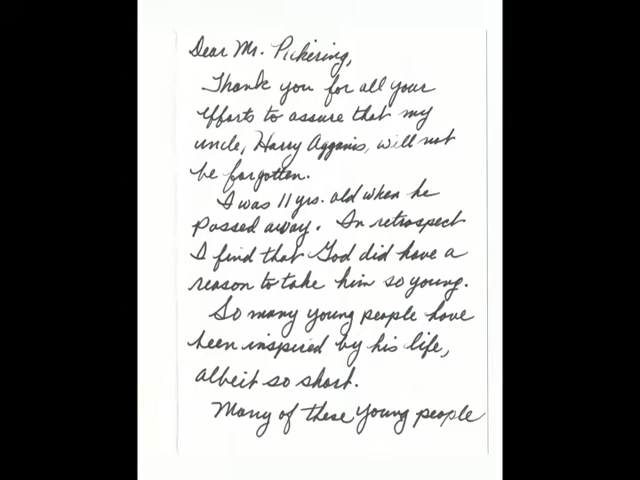 Dear Mr. Pickering,
Thank you for all your
efforts to assure that my
uncle, Harry Agganis, will not
be forgotten.
I was 11 yrs. old when he
passed away. In retrospect
I find that God did have a
reason to take him so young.
So many young people have
been inspired by his life,
albeit so short.
Many of these young people